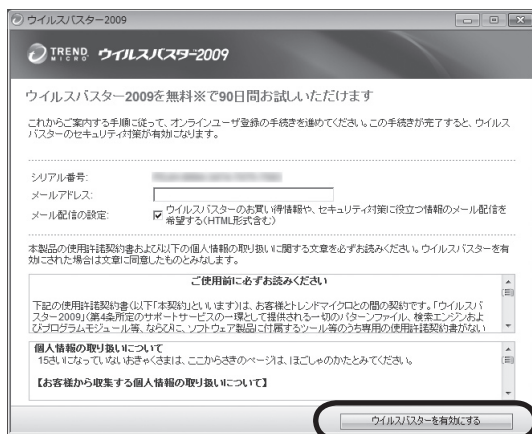 ウイルスバスター2009
TREND MICRO ウイルスバスター2009
ウイルスバスター2009を無料※で90日間お試しいただけます
これからご案内する手順に従って、オンラインユーザ登録の手続きを進めてください。この手続きが完了すると、ウイルス
バスターのセキュリティ対策が有効になります。
シリアル番号:
メールアドレス:
メール配信の設定:
ウイルスバスターのお買い得情報や、セキュリティ対策に役立つ情報のメール配信を
希望する(HTML形式含む)
本製品の使用許諾契約書および以下の個人情報の取り扱いに関する文章を必ずお読みください。ウイルスバスターを有
効にされた場合は文章に同意したものとみなします。
ご使用前に必ずお読みください
下記の使用許諾契約書(以下「本契約」といいます)は、お客様とトレンドマイクロとの間の契約です。「ウイルスバ
スター2009」(第4条所定のサポートサービスの一環として提供される一切のパターンファイル、検索エンジンおよ
びプログラムモジュール等、ならびに、ソフトウェア製品に付属するツール等のうち専用の使用許諾契約書がない
個人情報の取り扱いについて
15さいになっていないおきゃくさまは、ここからさきのページは、ほごしゃのかたとみてください。
【お客様から収集する個人情報の取り扱いについて】
ウイルスバスターを有効にする